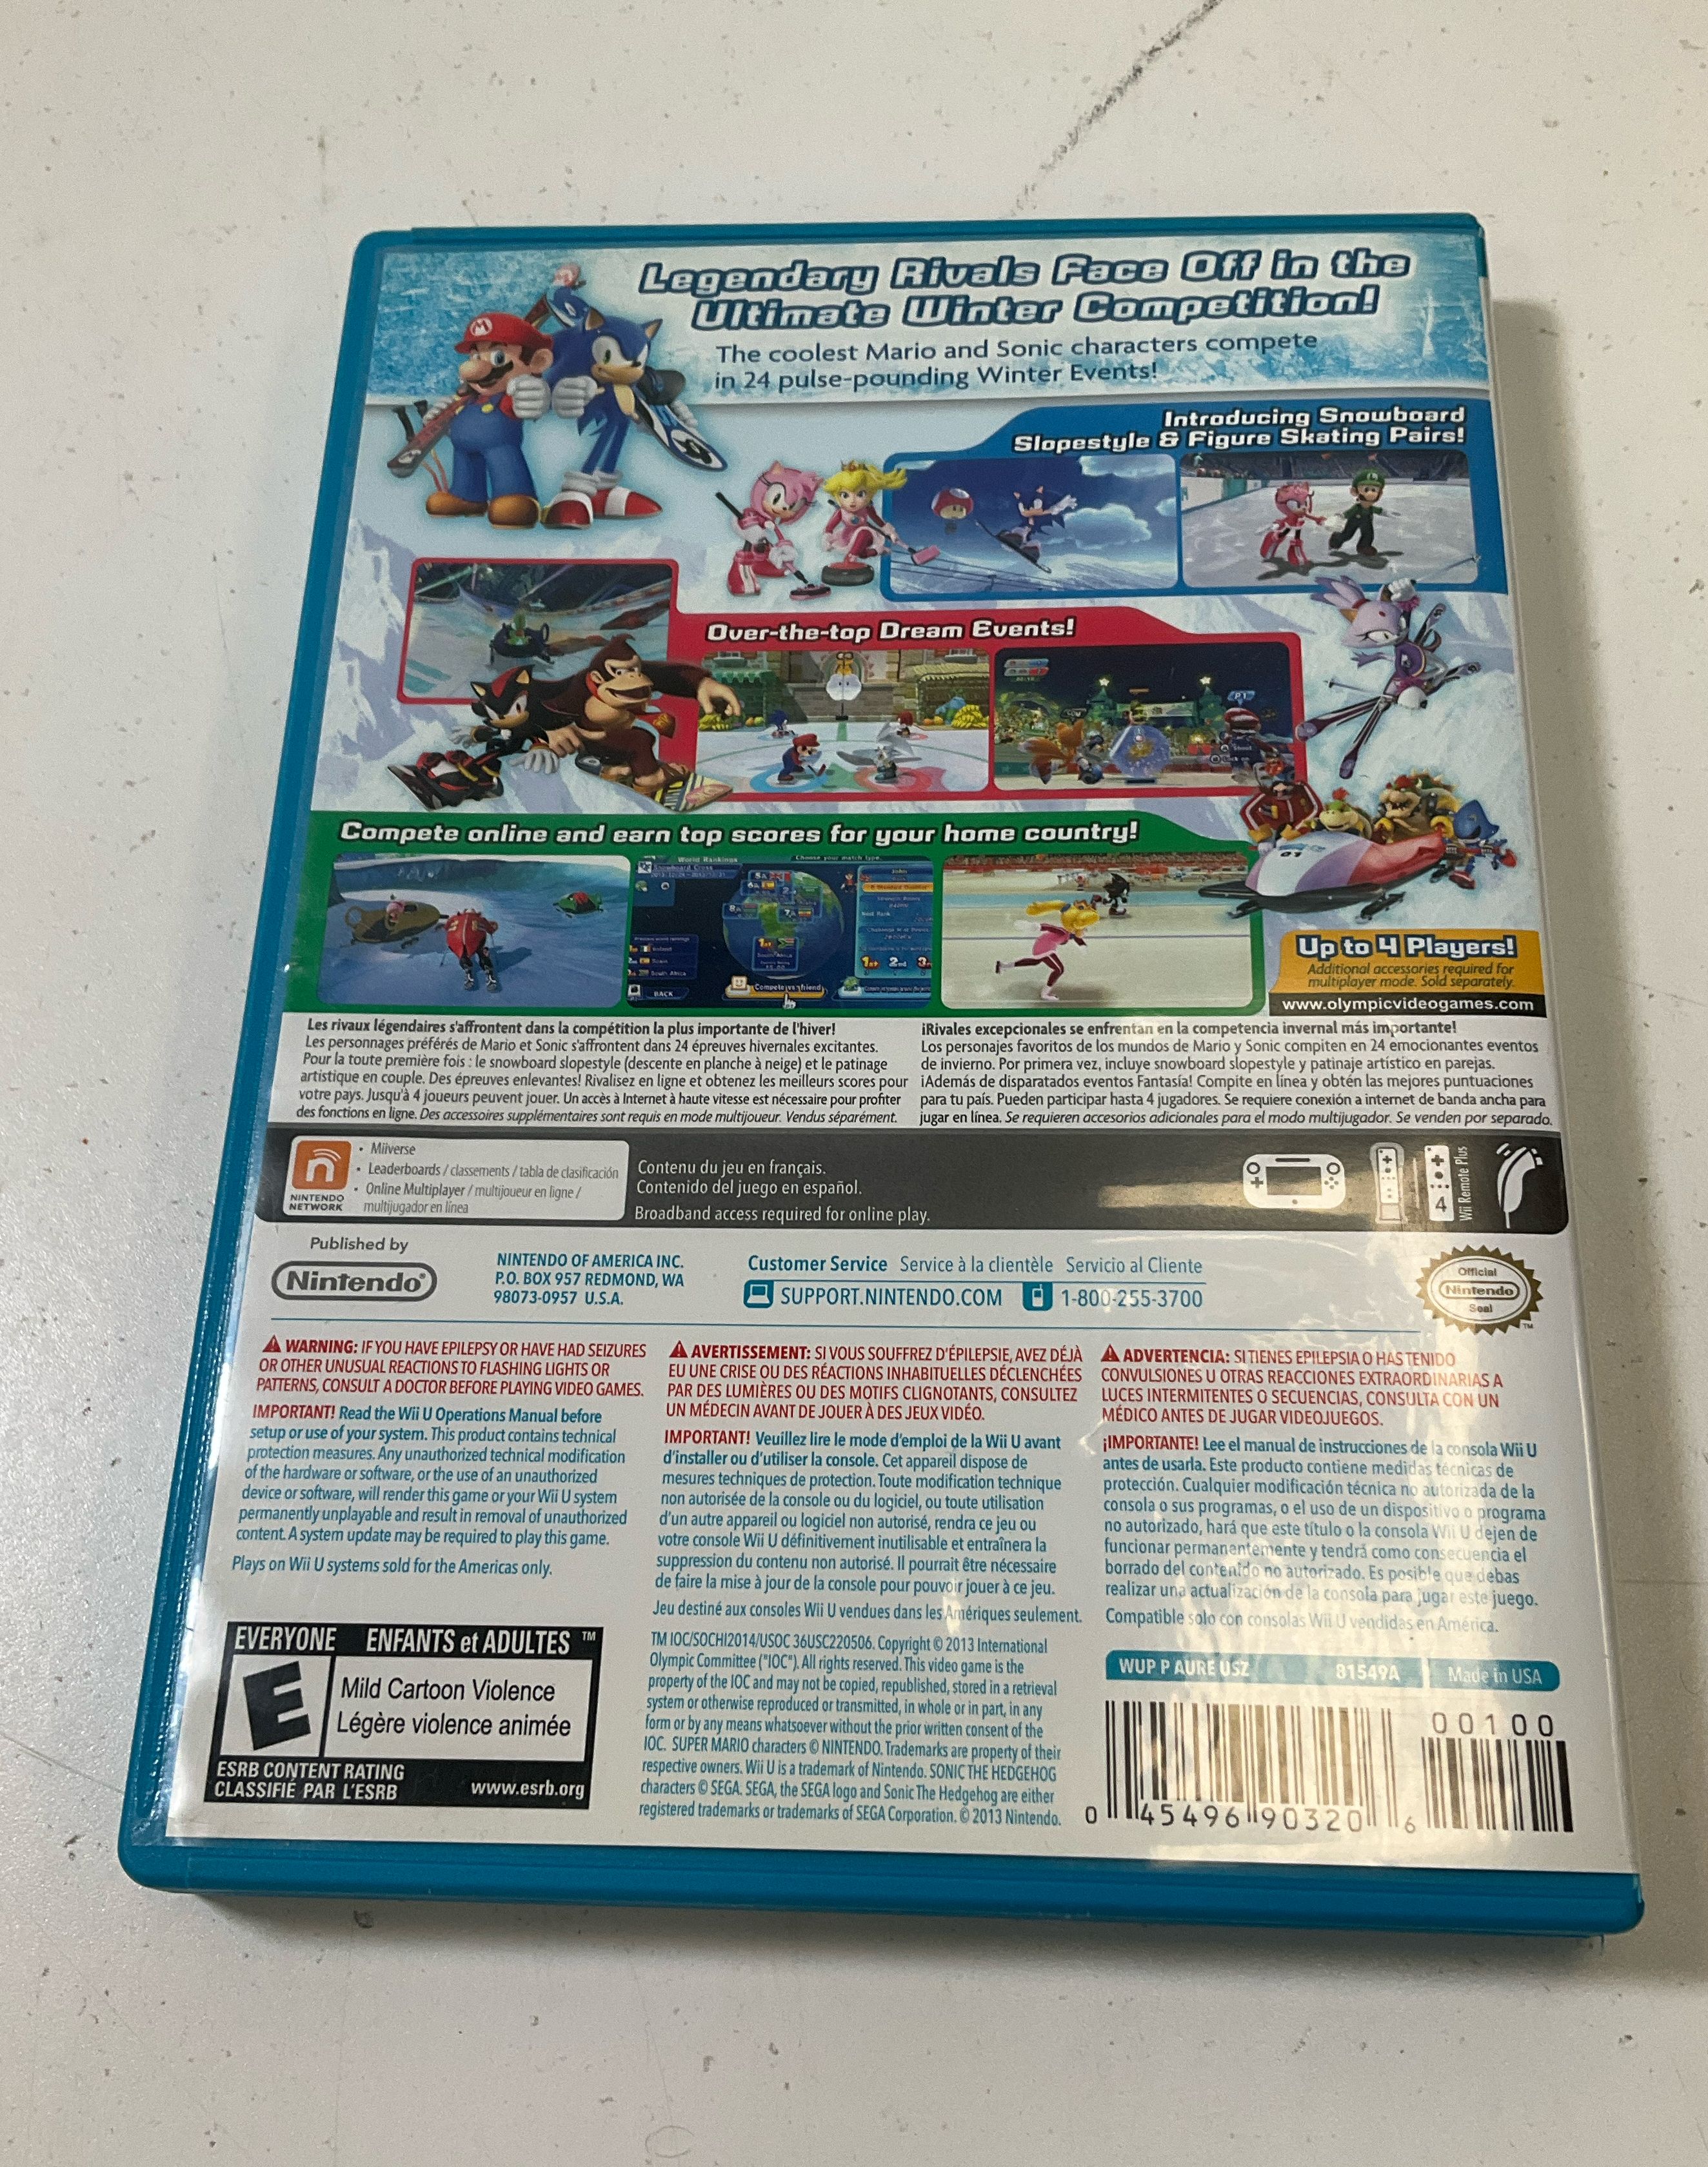 Legendary Rivals Face Off in the
Ultimate Winter Competition!
The coolest Mario and Sonic characters compete
in 24 pulse-pounding Winter Events!
Introducing Snowboard
Slopestyle & Figure Skating Pairs!
Over-the-top Dream Events!
Compete online and earn top scores for your home country!
World Rankings
Choose your match type.
BACK
Compete vs friend
1st 2nd
01
Up to 4 Players!
Additional accessories required for
multiplayer mode. Sold separately.
www.olympicvideogames.com
Les rivaux légendaires s'affrontent dans la compétition la plus importante de l'hiver!
Les personnages préférés de Mario et Sonic s'affrontent dans 24 épreuves hivernales excitantes.
Pour la toute première fois : le snowboard slopestyle (descente en planche à neige) et le patinage
artistique en couple. Des épreuves enlevantes! Rivalisez en ligne et obtenez les meilleurs scores pour
votre pays. Jusqu'à 4 joueurs peuvent jouer. Un accès à Internet à haute vitesse est nécessaire pour profiter
des fonctions en ligne. Des accessoires supplémentaires sont requis en mode multijoueur. Vendus séparément.
¡Rivales excepcionales se enfrentan en la competencia invernal más importante!
Los personajes favoritos de los mundos de Mario y Sonic compiten en 24 emocionantes eventos
de invierno. Por primera vez, incluye snowboard slopestyle y patinaje artístico en parejas.
¡Además de disparatados eventos Fantasía! Compite en línea y obtén las mejores puntuaciones
para tu país. Pueden participar hasta 4 jugadores. Se requiere conexión a internet de banda ancha para
jugar en línea. Se requieren accesorios adicionales para el modo multijugador. Se venden por separado.
NINTENDO
NETWORK
• Miiverse
• Leaderboards / classements / tabla de clasificación
• Online Multiplayer / multijoueur en ligne /
multijugador en línea
Contenu du jeu en français.
Contenido del juego en español.
Broadband access required for online play.
4
Wii Remote Plus
Published by
Nintendo®
NINTENDO OF AMERICA INC.
P.O. BOX 957 REDMOND, WA
98073-0957 U.S.A.
Customer Service Service à la clientèle Servicio al Cliente
SUPPORT.NINTENDO.COM 1-800-255-3700
Official
Nintendo
Seal
TM
WARNING: IF YOU HAVE EPILEPSY OR HAVE HAD SEIZURES
OR OTHER UNUSUAL REACTIONS TO FLASHING LIGHTS OR
PATTERNS, CONSULT A DOCTOR BEFORE PLAYING VIDEO GAMES.
IMPORTANT! Read the Wii U Operations Manual before
setup or use of your system. This product contains technical
protection measures. Any unauthorized technical modification
of the hardware or software, or the use of an unauthorized
device or software, will render this game or your Wii U system
permanently unplayable and result in removal of unauthorized
content. A system update may be required to play this game.
Plays on Wii U systems sold for the Americas only.
AVERTISSEMENT: SI VOUS SOUFFREZ D'ÉPILEPSIE, AVEZ DÉJÀ
EU UNE CRISE OU DES RÉACTIONS INHABITUELLES DÉCLENCHÉES
PAR DES LUMIÈRES OU DES MOTIFS CLIGNOTANTS, CONSULTEZ
UN MÉDECIN AVANT DE JOUER À DES JEUX VIDÉO.
IMPORTANT! Veuillez lire le mode d'emploi de la Wii U avant
d'installer ou d'utiliser la console. Cet appareil dispose de
mesures techniques de protection. Toute modification technique
non autorisée de la console ou du logiciel, ou toute utilisation
d'un autre appareil ou logiciel non autorisé, rendra ce jeu ou
votre console Wii U définitivement inutilisable et entraînera la
suppression du contenu non autorisé. Il pourrait être nécessaire
de faire la mise à jour de la console pour pouvoir jouer à ce jeu.
Jeu destiné aux consoles Wii U vendues dans les Amériques seulement.
ADVERTENCIA: SI TIENES EPILEPSIA O HAS TENIDO
CONVULSIONES U OTRAS REACCIONES EXTRAORDINARIAS A
LUCES INTERMITENTES O SECUENCIAS, CONSULTA CON UN
MÉDICO ANTES DE JUGAR VIDEOJUEGOS.
¡IMPORTANTE! Lee el manual de instrucciones de la consola Wii U
antes de usarla. Este producto contiene medidas técnicas de
protección. Cualquier modificación técnica no autorizada de la
consola o sus programas, o el uso de un dispositivo o programa
no autorizado, hará que este título o la consola Wii U dejen de
funcionar permanentemente y tendrá como consecuencia el
borrado del contenido no autorizado. Es posible que debas
realizar una actualización de la consola para jugar este juego.
Compatible solo con consolas Wii U vendidas en América.
EVERYONE ENFANTS et ADULTES ™
E
Mild Cartoon Violence
Légère violence animée
ESRB CONTENT RATING
CLASSIFIÉ PAR L'ESRB www.esrb.org
TM IOC/SOCHI2014/USOC 36USC220506. Copyright © 2013 International
Olympic Committee ("IOC"). All rights reserved. This video game is the
property of the IOC and may not be copied, republished, stored in a retrieval
system or otherwise reproduced or transmitted, in whole or in part, in any
form or by any means whatsoever without the prior written consent of the
IOC. SUPER MARIO characters © NINTENDO. Trademarks are property of their
respective owners. Wii U is a trademark of Nintendo. SONIC THE HEDGEHOG
characters © SEGA. SEGA, the SEGA logo and Sonic The Hedgehog are either
registered trademarks or trademarks of SEGA Corporation. © 2013 Nintendo.
WUP P AURE USZ 81549A Made in USA
00100
0 45496 90320 6